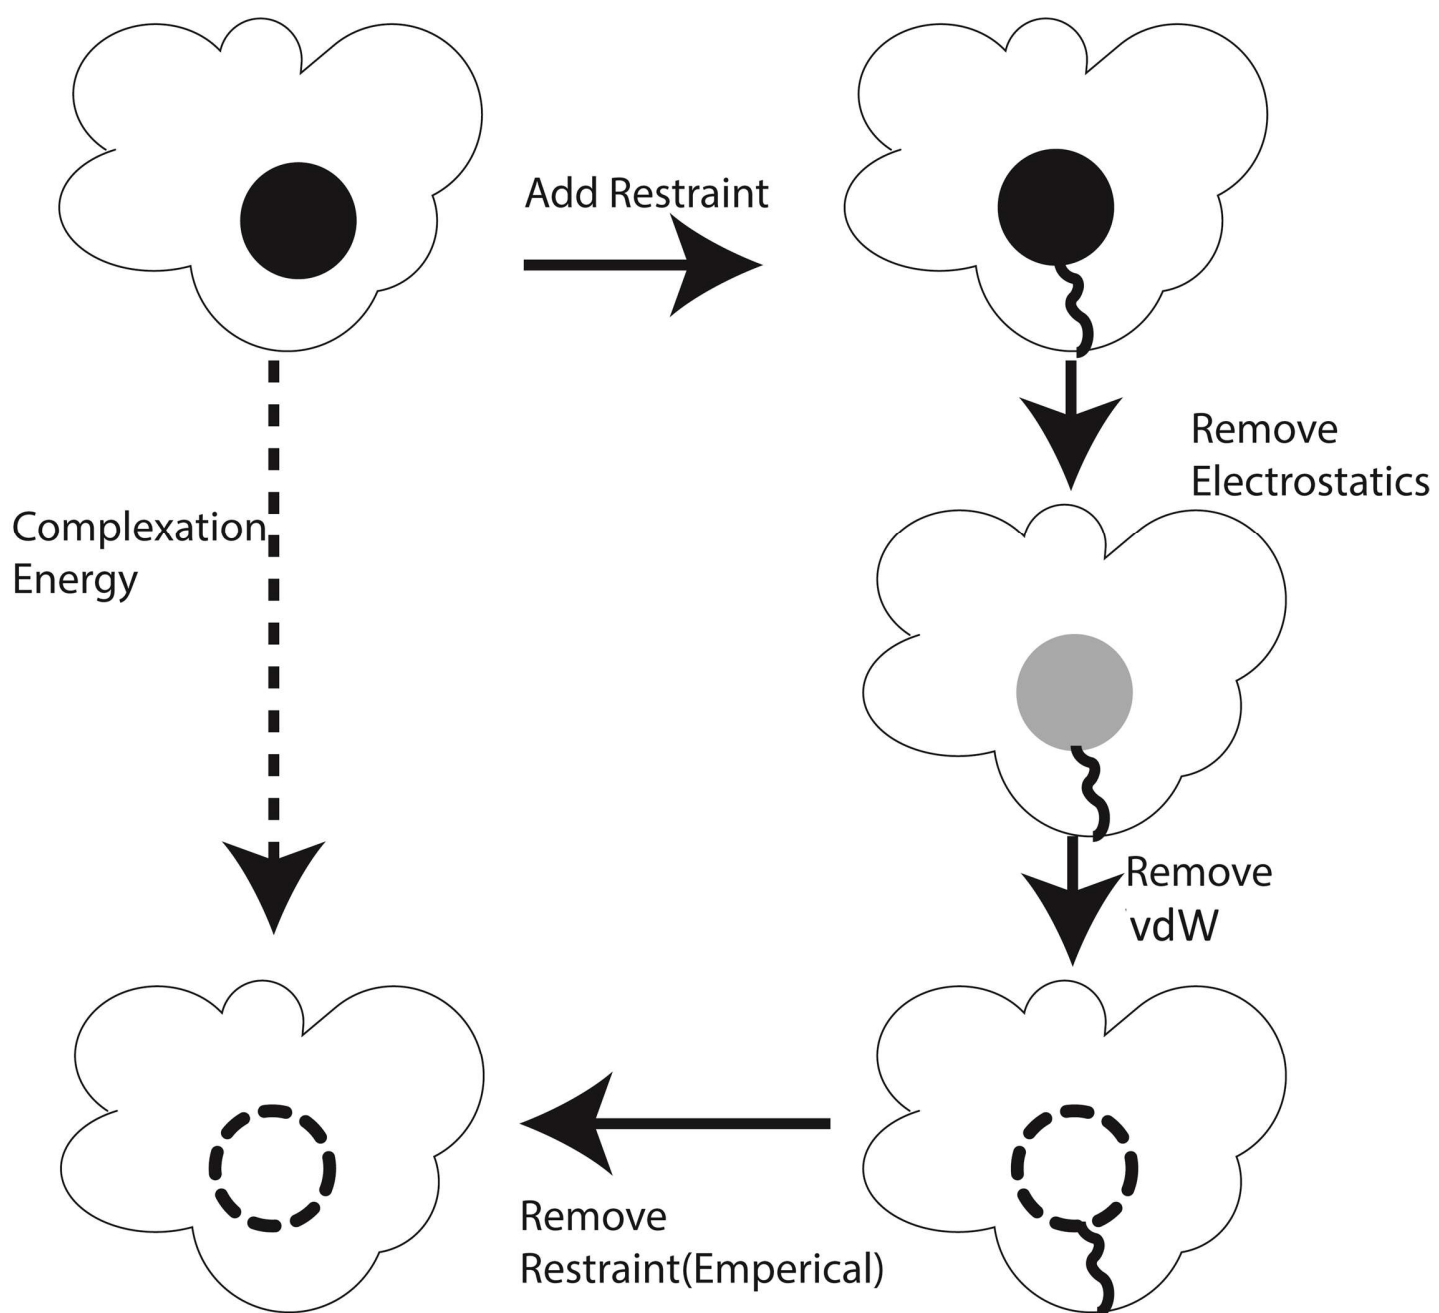 Add Restraint
Remove
Electrostatics
Complexation
Energy
Remove
vdW
Remove
Restraint(Emperical)